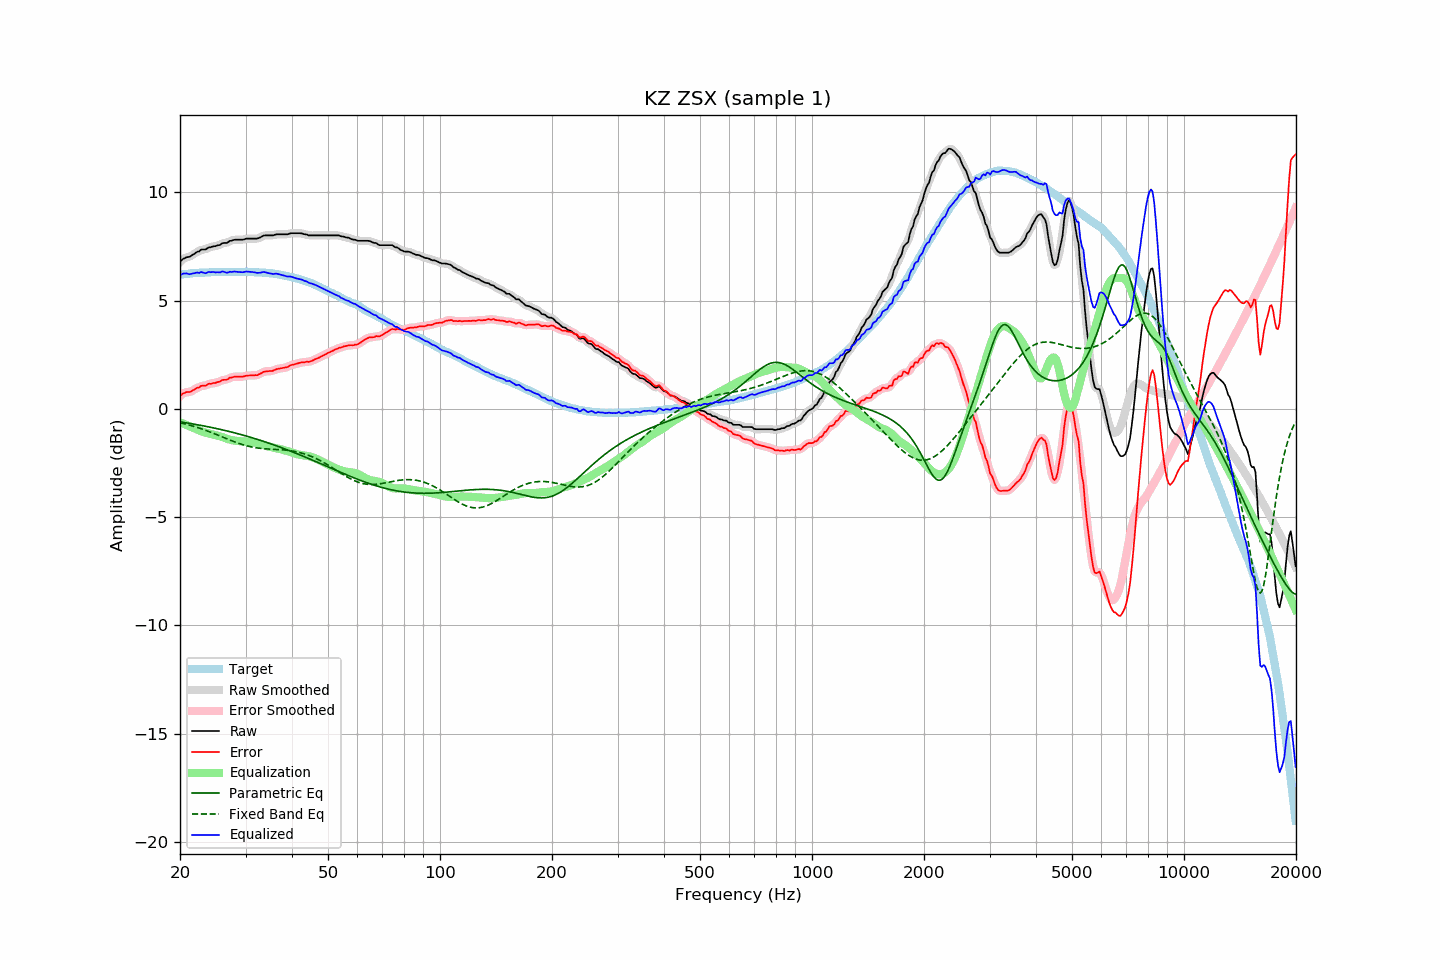 KZ ZSX (sample 1)
Amplitude (dBr)
10
5
0
−5
−10
−15
−20
Target
Raw Smoothed
Error Smoothed
Raw
Error
Equalization
Parametric Eq
Fixed Band Eq
Equalized
20 50 100 200 500 1000 2000 5000 10000 20000
Frequency (Hz)